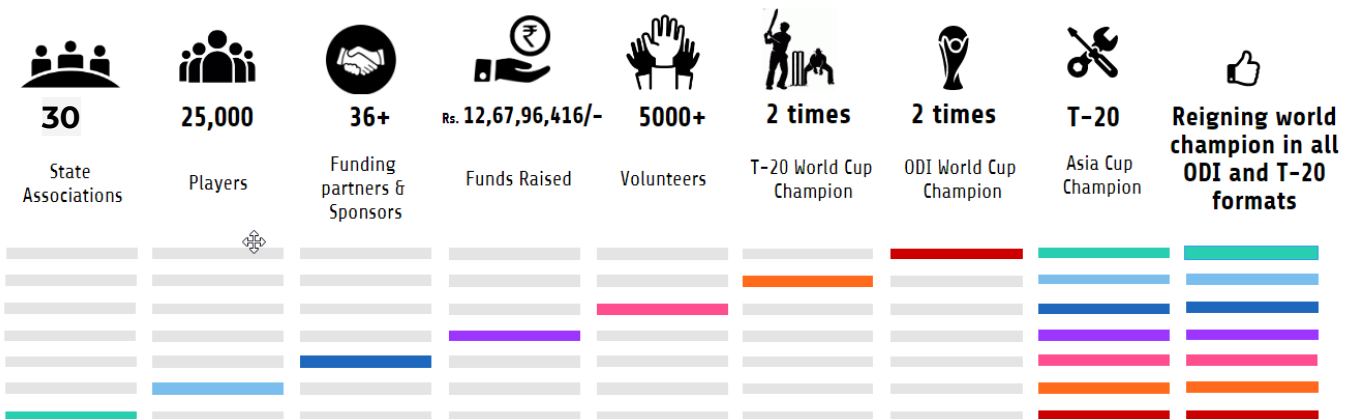 30
State
Associations
25,000
Players
36+
Funding
partners &
Sponsors
₹
Rs. 12,67,96,416/-
Funds Raised
5000+
Volunteers
2 times
T-20 World Cup
Champion
2 times
ODI World Cup
Champion
T-20
Asia Cup
Champion
Reigning world
champion in all
ODI and T-20
formats